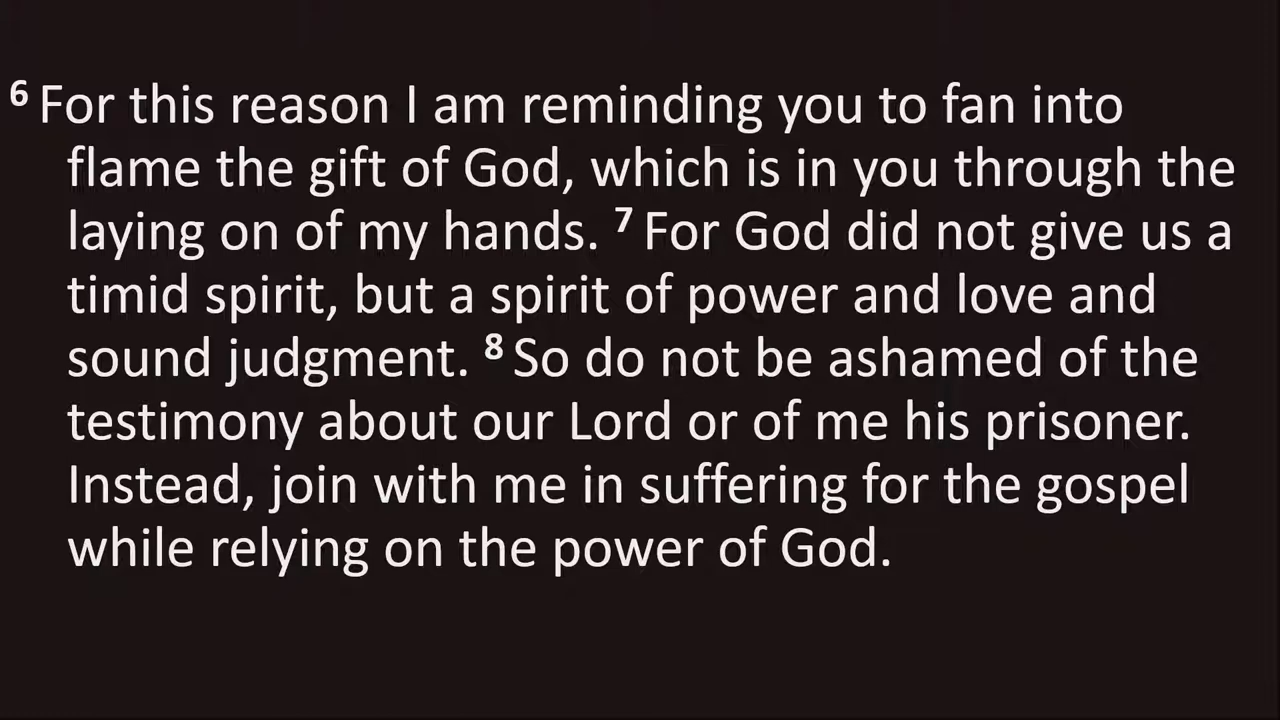 6 For this reason I am reminding you to fan into
flame the gift of God, which is in you through the
laying on of my hands. 7 For God did not give us a
timid spirit, but a spirit of power and love and
sound judgment. 8 So do not be ashamed of the
testimony about our Lord or of me his prisoner.
Instead, join with me in suffering for the gospel
while relying on the power of God.